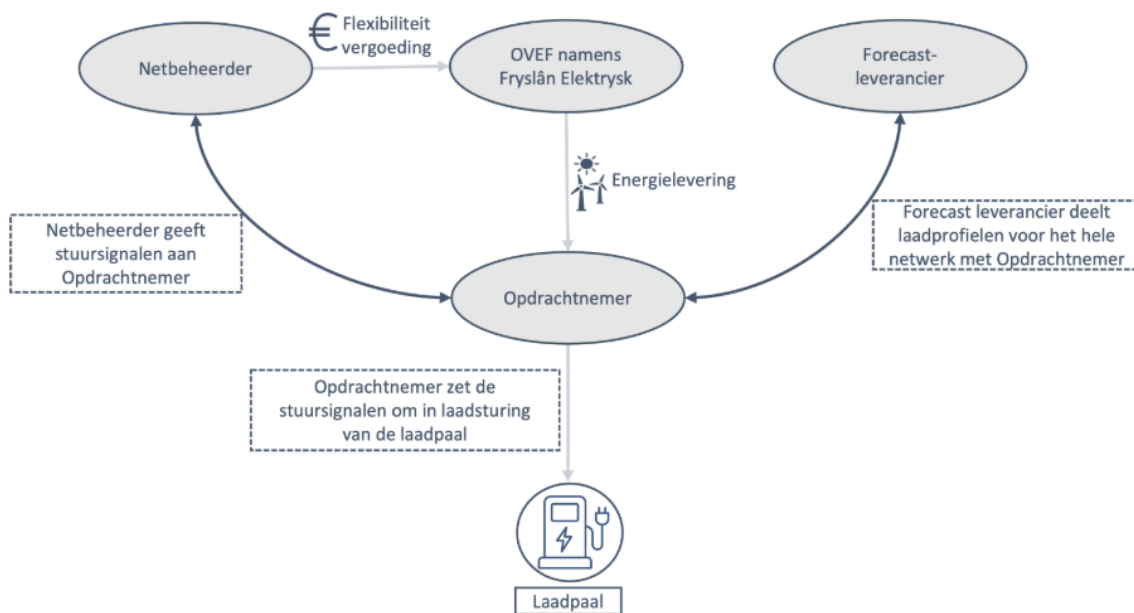 € Flexibiliteit
vergoeding
Netbeheerder
OVEF namens
Fryslân Elektrysk
Forecast-
leverancier
Energielevering
Netbeheerder geeft
stuursignalen aan
Opdrachtnemer
Forecast leverancier deelt
laadprofielen voor het hele
netwerk met Opdrachtnemer
Opdrachtnemer
Opdrachtnemer zet de
stuursignalen om in laadsturing
van de laadpaal
Laadpaal